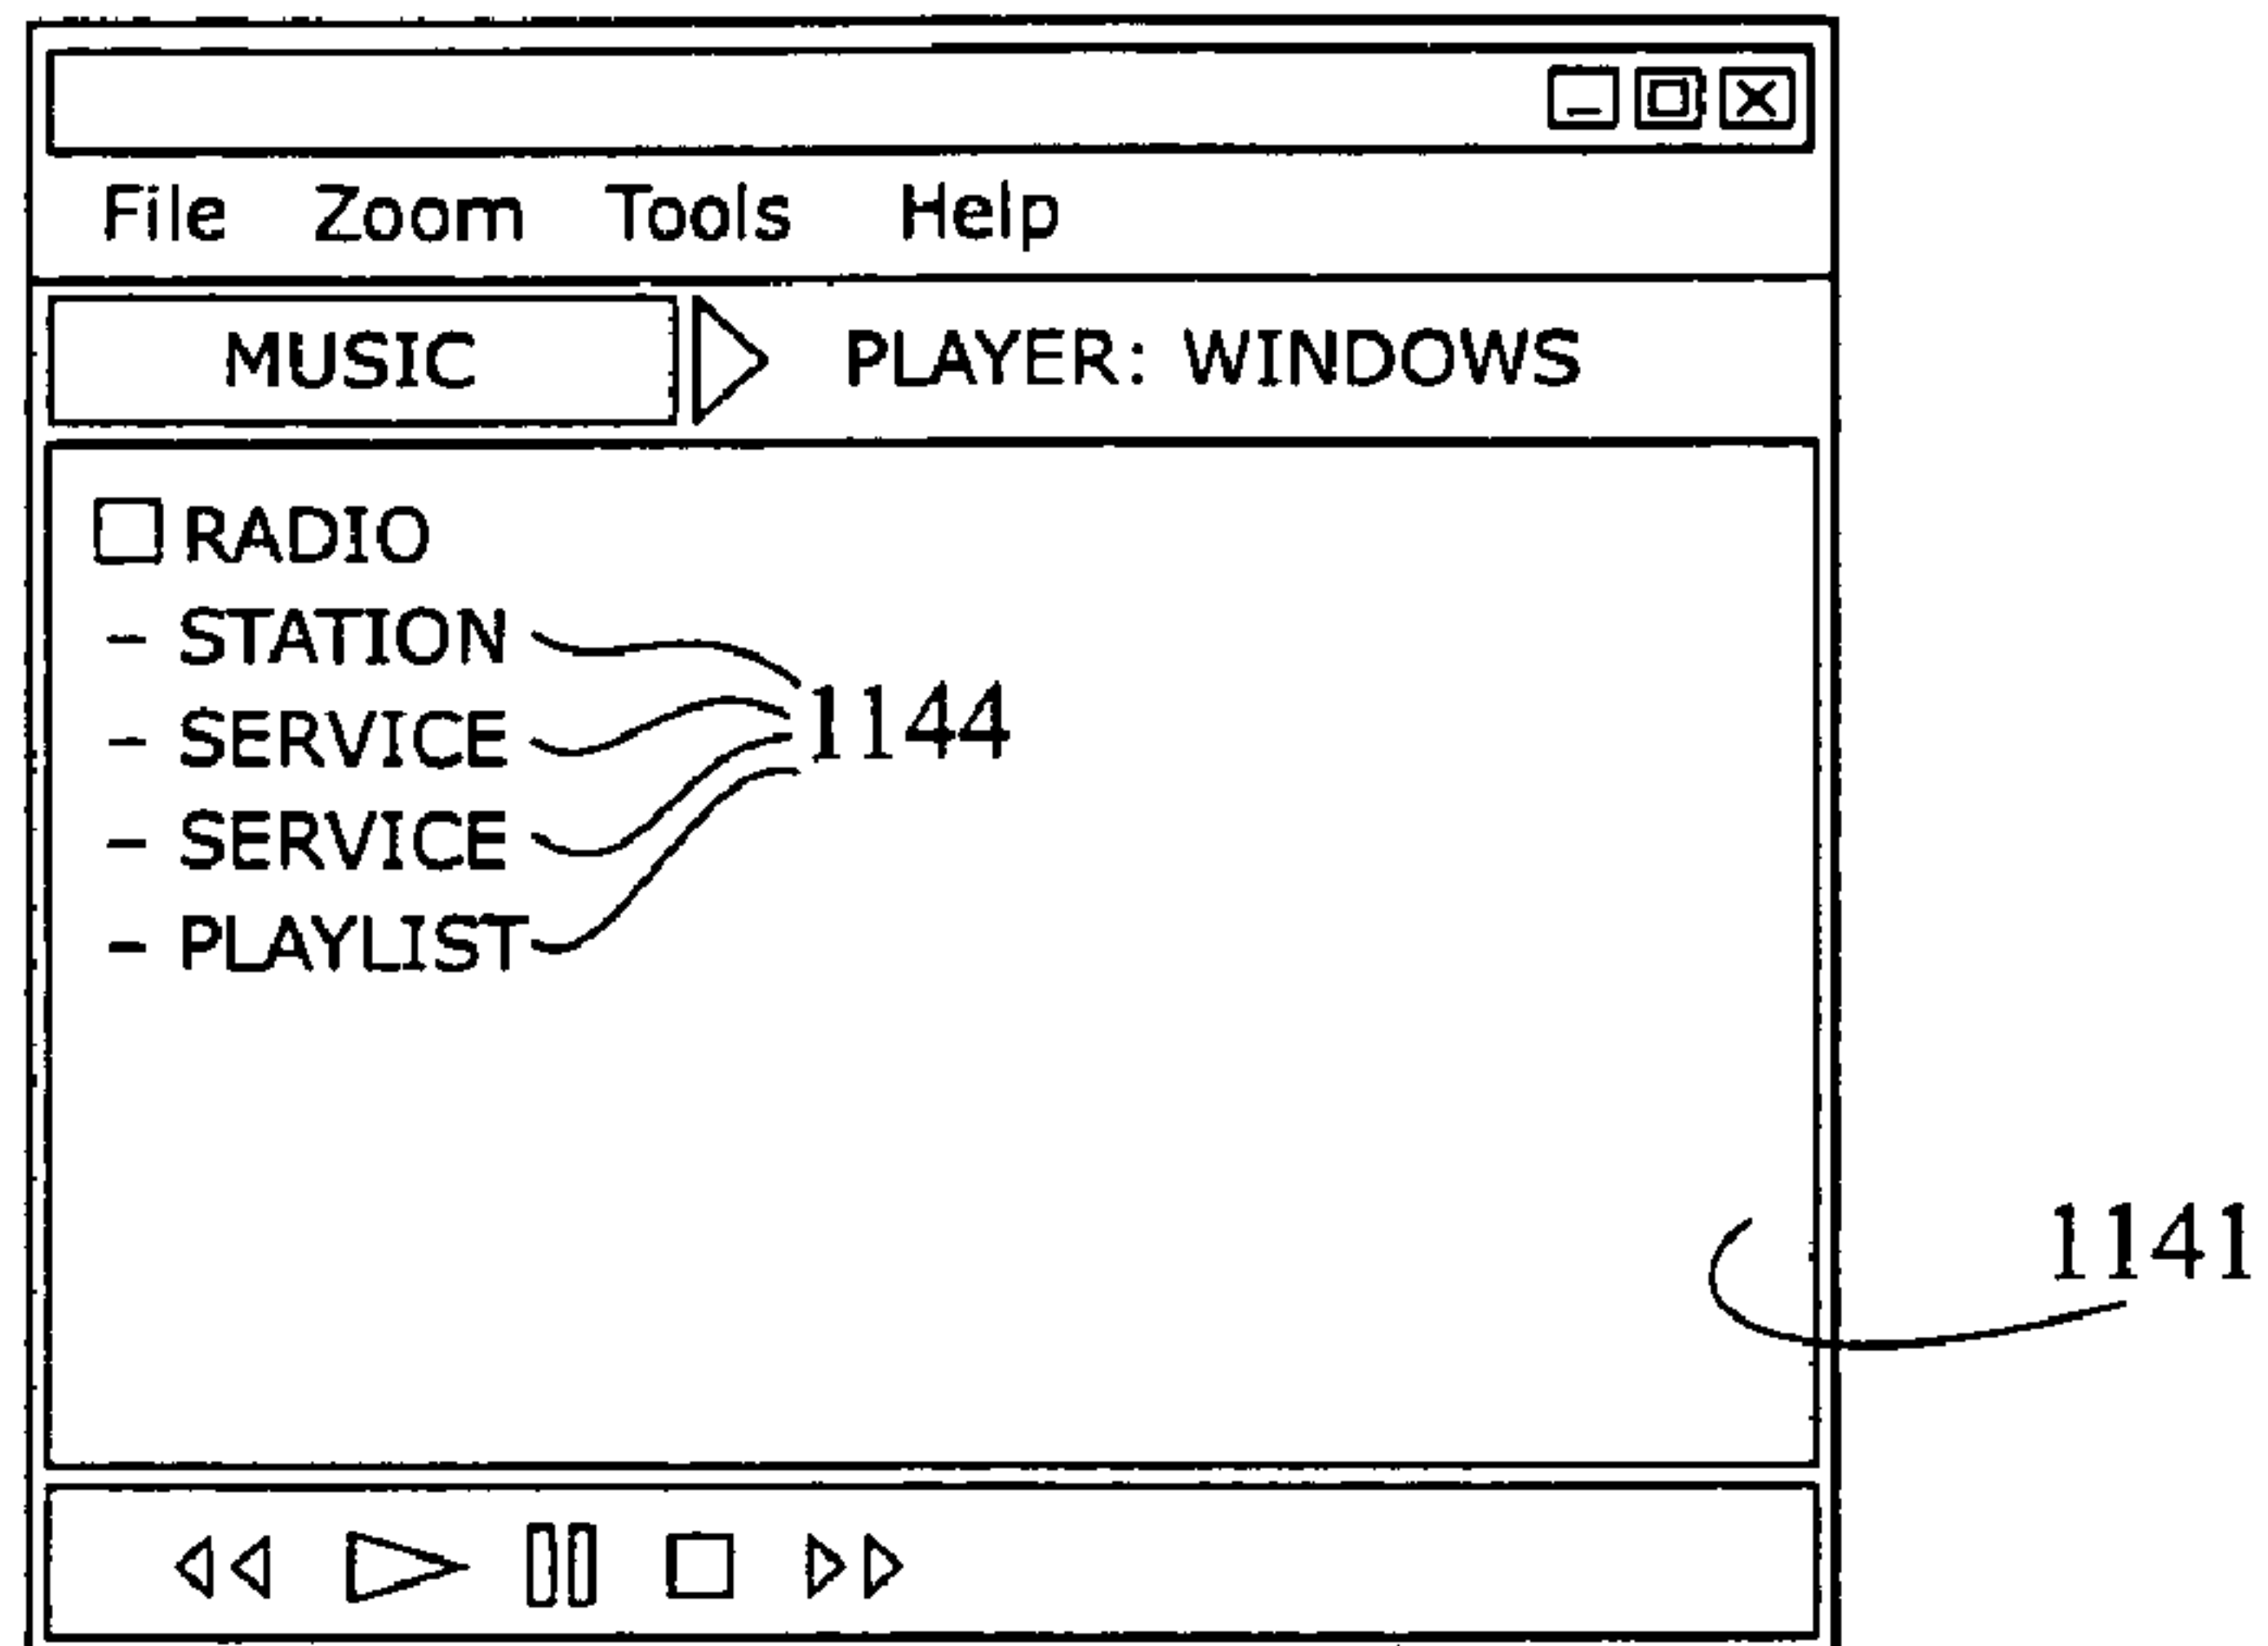 File Zoom Tools Help
MUSIC PLAYER: WINDOWS
RADIO
- STATION
1144
- SERVICE
- SERVICE
- PLAYLIST
1141